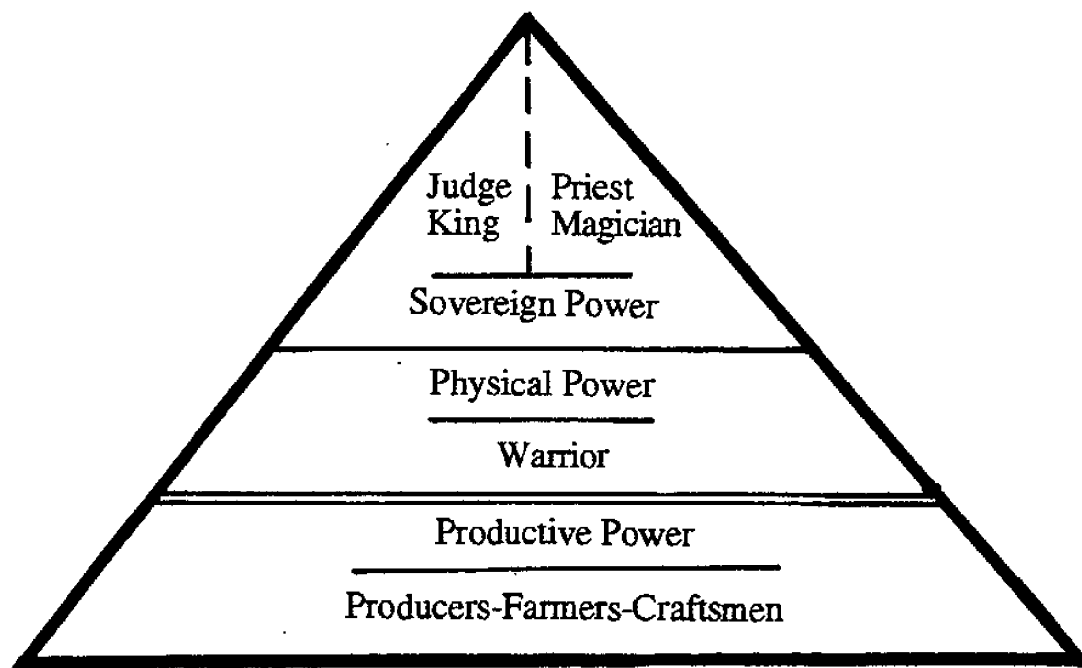 Judge
King
Priest
Magician
Sovereign Power
Physical Power
Warrior
Productive Power
Producers-Farmers-Craftsmen